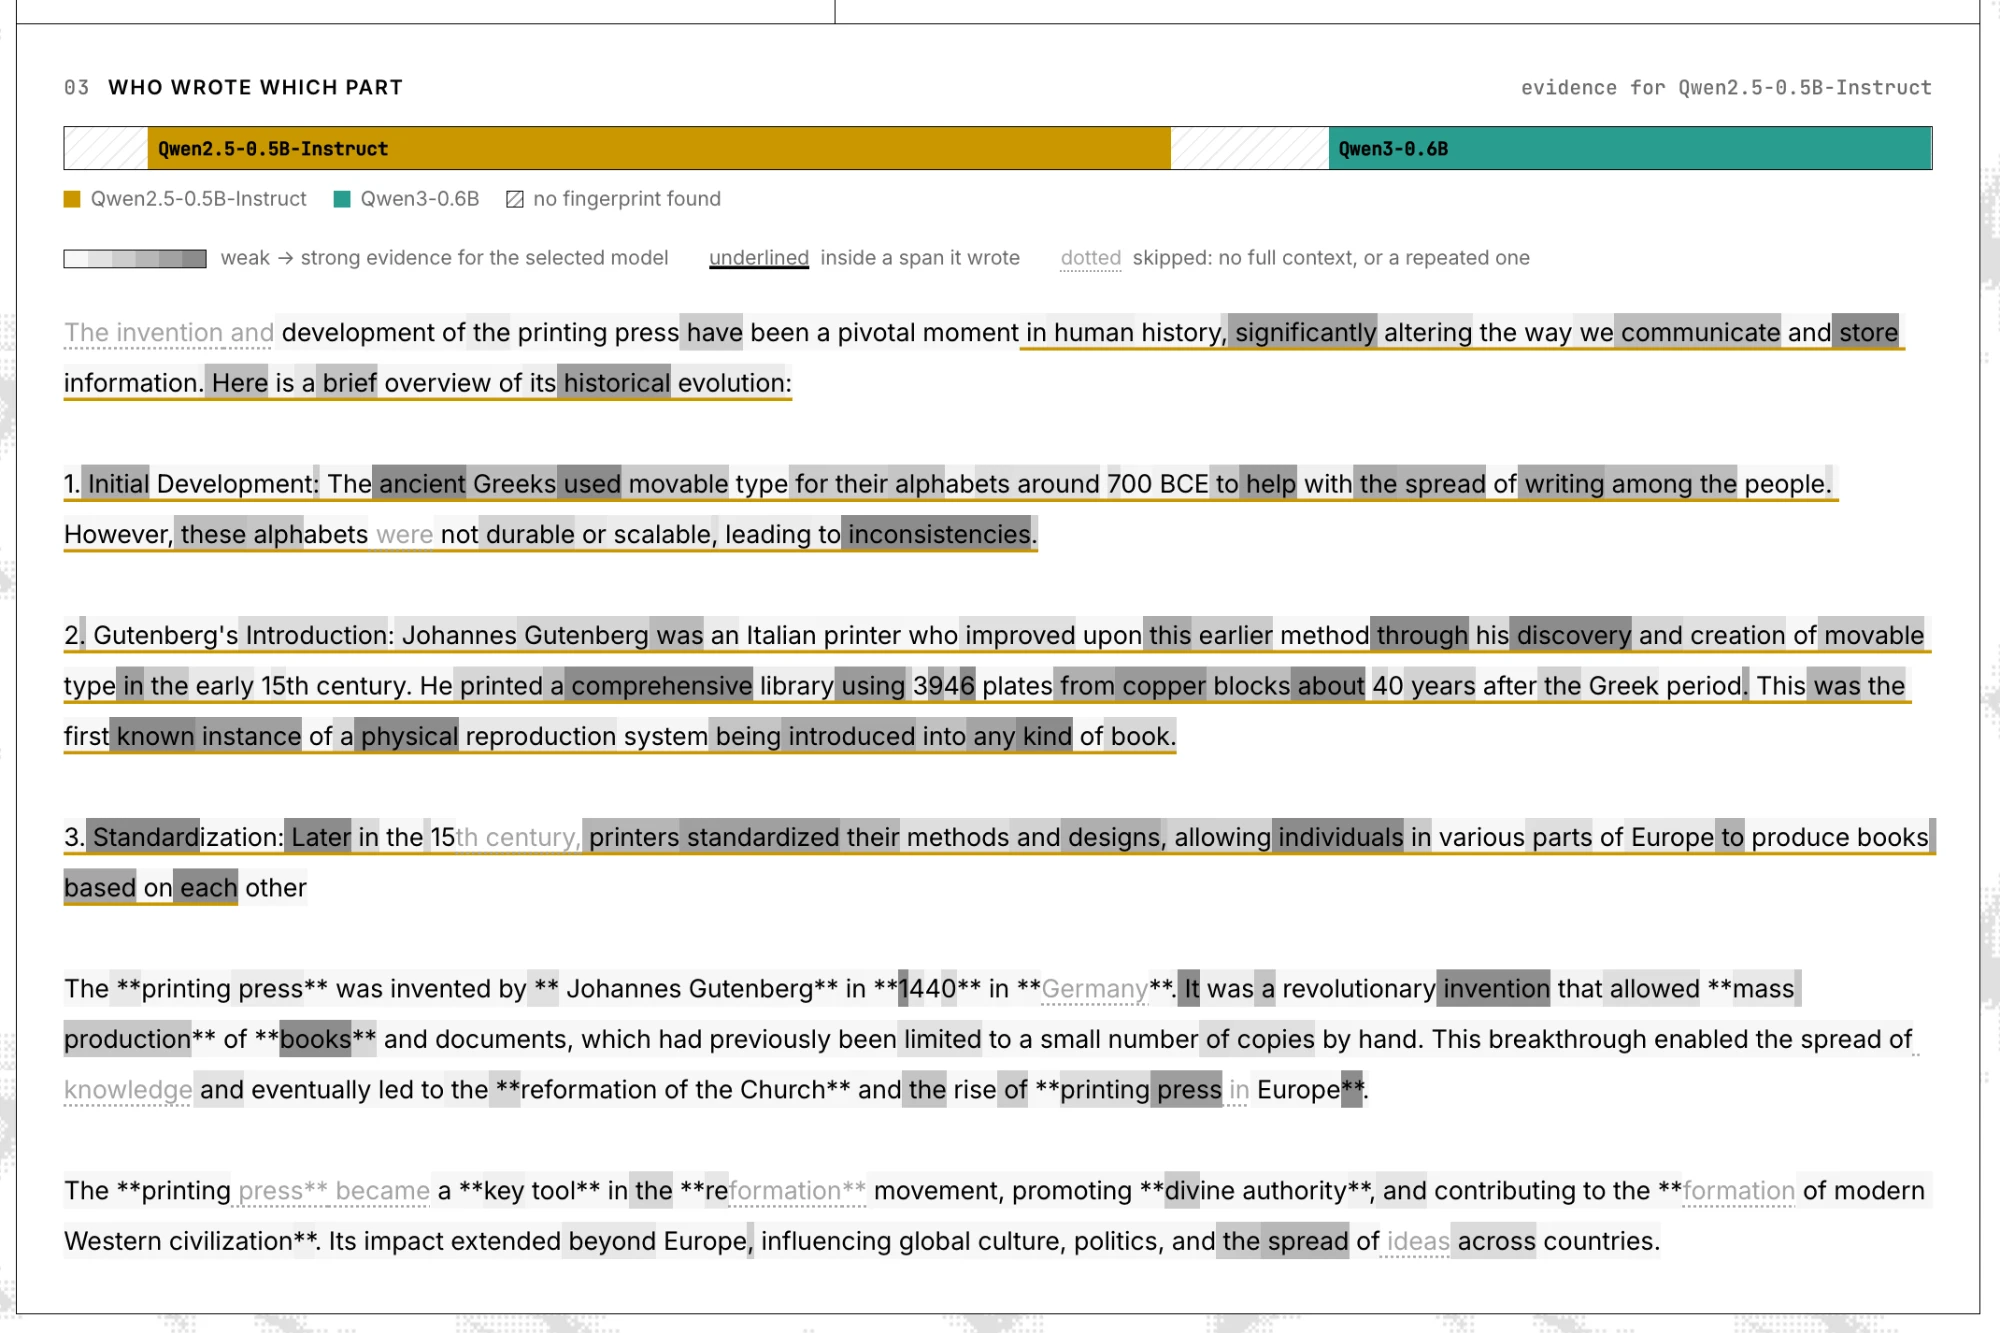 03 WHO WROTE WHICH PART
evidence for Qwen2.5-0.5B-Instruct
Qwen2.5-0.5B-Instruct
Qwen3-0.6B
Qwen2.5-0.5B-Instruct Qwen3-0.6B no fingerprint found
weak → strong evidence for the selected model underlined inside a span it wrote dotted skipped: no full context, or a repeated one
The invention and development of the printing press have been a pivotal moment in human history, significantly altering the way we communicate and store
information. Here is a brief overview of its historical evolution:
1. Initial Development: The ancient Greeks used movable type for their alphabets around 700 BCE to help with the spread of writing among the people.
However, these alphabets were not durable or scalable, leading to inconsistencies.
2. Gutenberg's Introduction: Johannes Gutenberg was an Italian printer who improved upon this earlier method through his discovery and creation of movable
type in the early 15th century. He printed a comprehensive library using 3946 plates from copper blocks about 40 years after the Greek period. This was the
first known instance of a physical reproduction system being introduced into any kind of book.
3. Standardization: Later in the 15th century, printers standardized their methods and designs, allowing individuals in various parts of Europe to produce books
based on each other
The **printing press** was invented by ** Johannes Gutenberg** in **1440** in **Germany**. It was a revolutionary invention that allowed **mass
production** of **books** and documents, which had previously been limited to a small number of copies by hand. This breakthrough enabled the spread of
knowledge and eventually led to the **reformation of the Church** and the rise of **printing press in Europe**.
The **printing press** became a **key tool** in the **reformation** movement, promoting **divine authority**, and contributing to the **formation of modern
Western civilization**. Its impact extended beyond Europe, influencing global culture, politics, and the spread of ideas across countries.